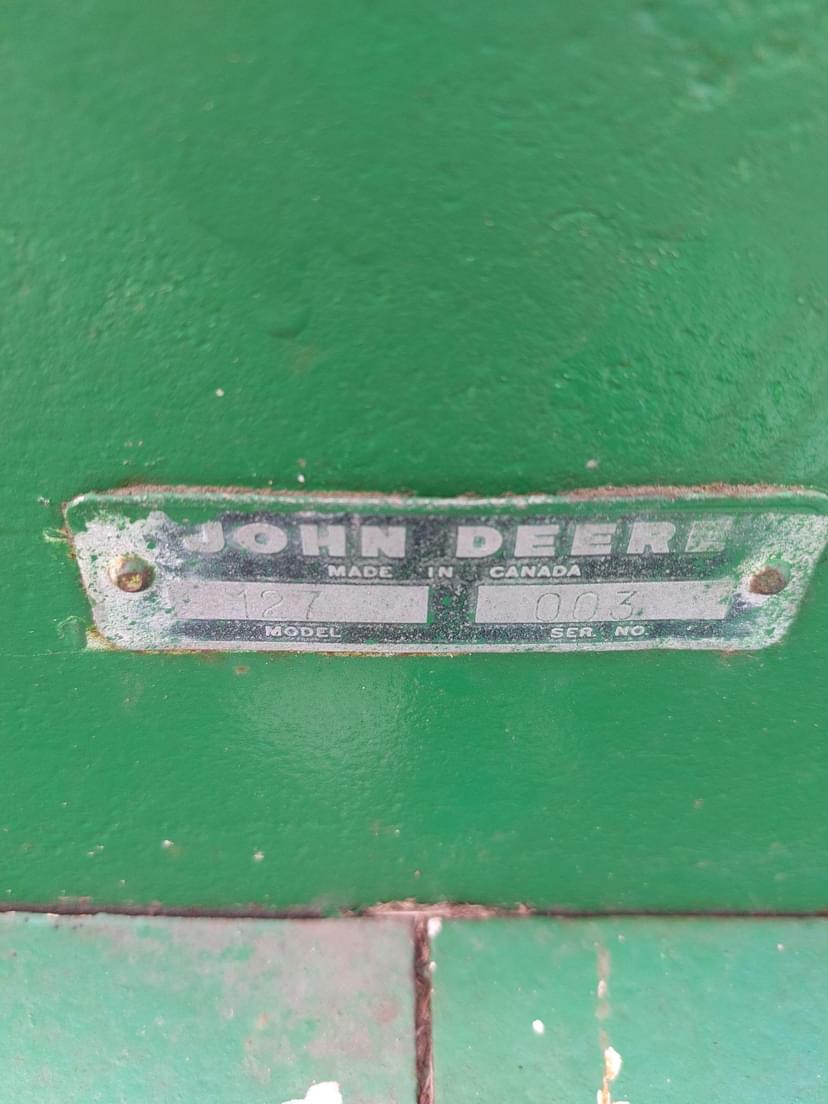 JOHN DEERE
MADE IN CANADA
127 003
MODEL SER. NO.